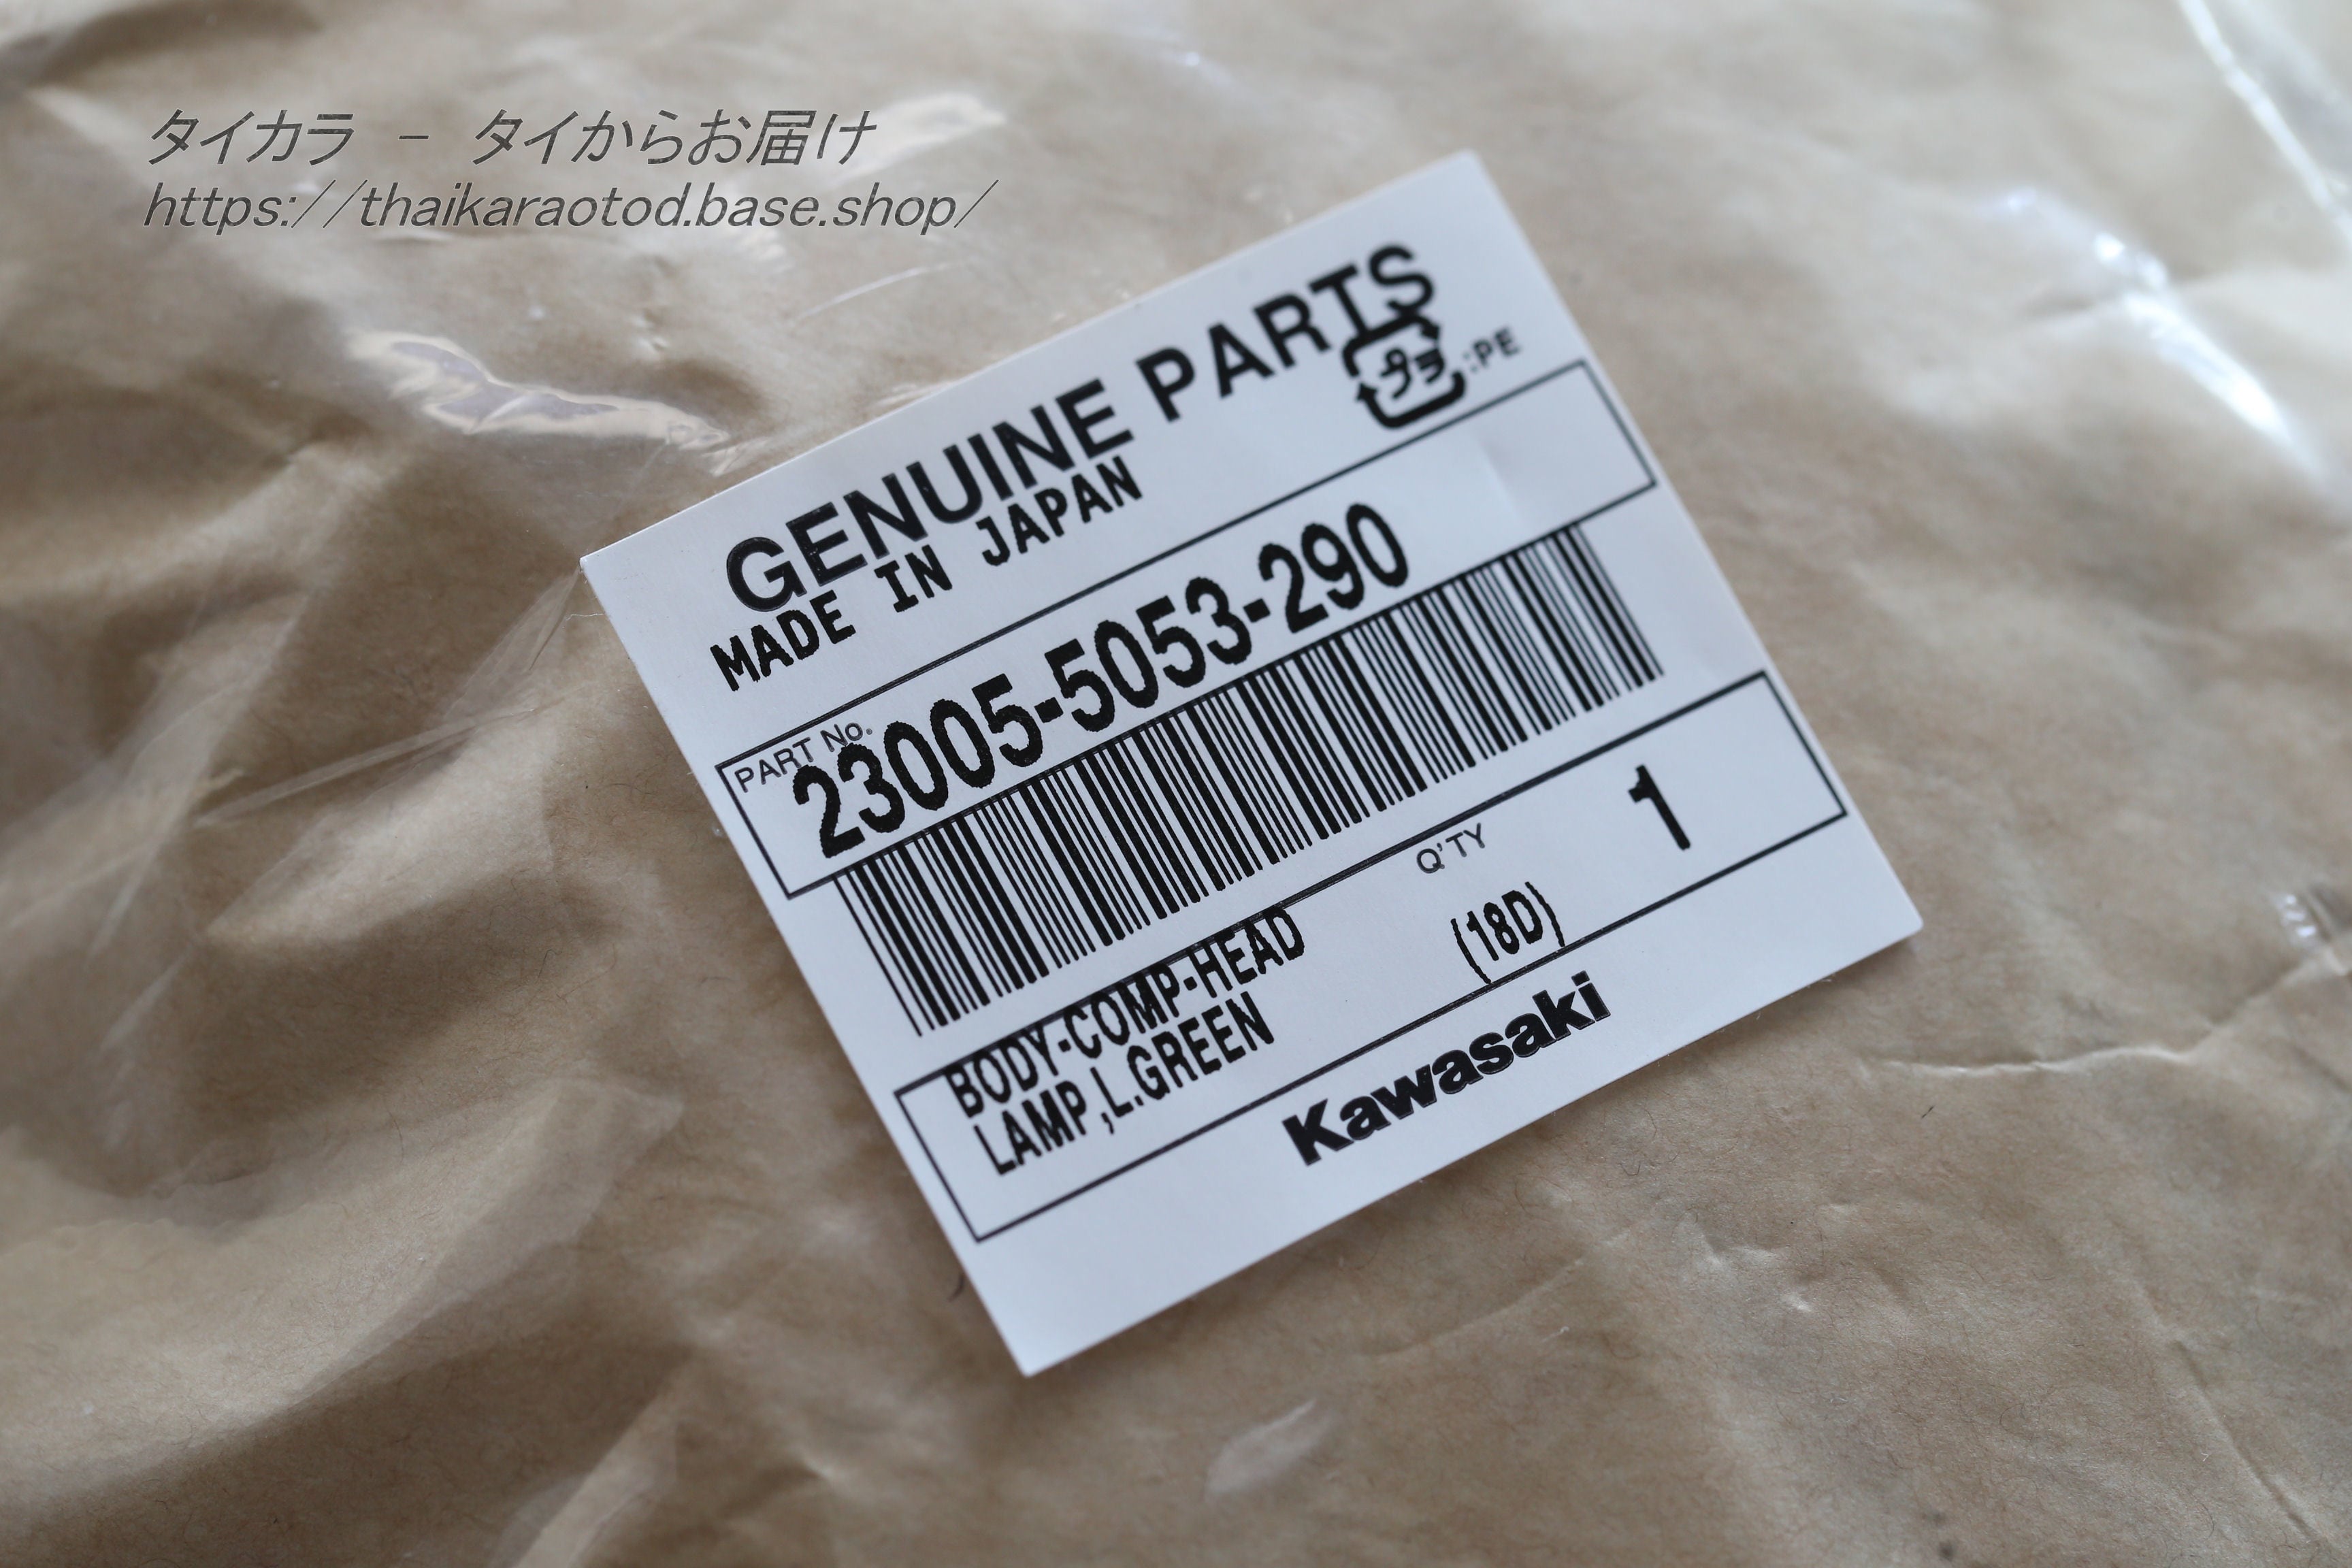 タイカラ - タイからお届け
https://thaikaraotod.base.shop/
GENUINE PARTS
MADE IN JAPAN
プラ :PE
PART No.
23005-5053-290
Q'TY 1
BODY-COMP-HEAD (18D)
LAMP,L.GREEN
Kawasaki